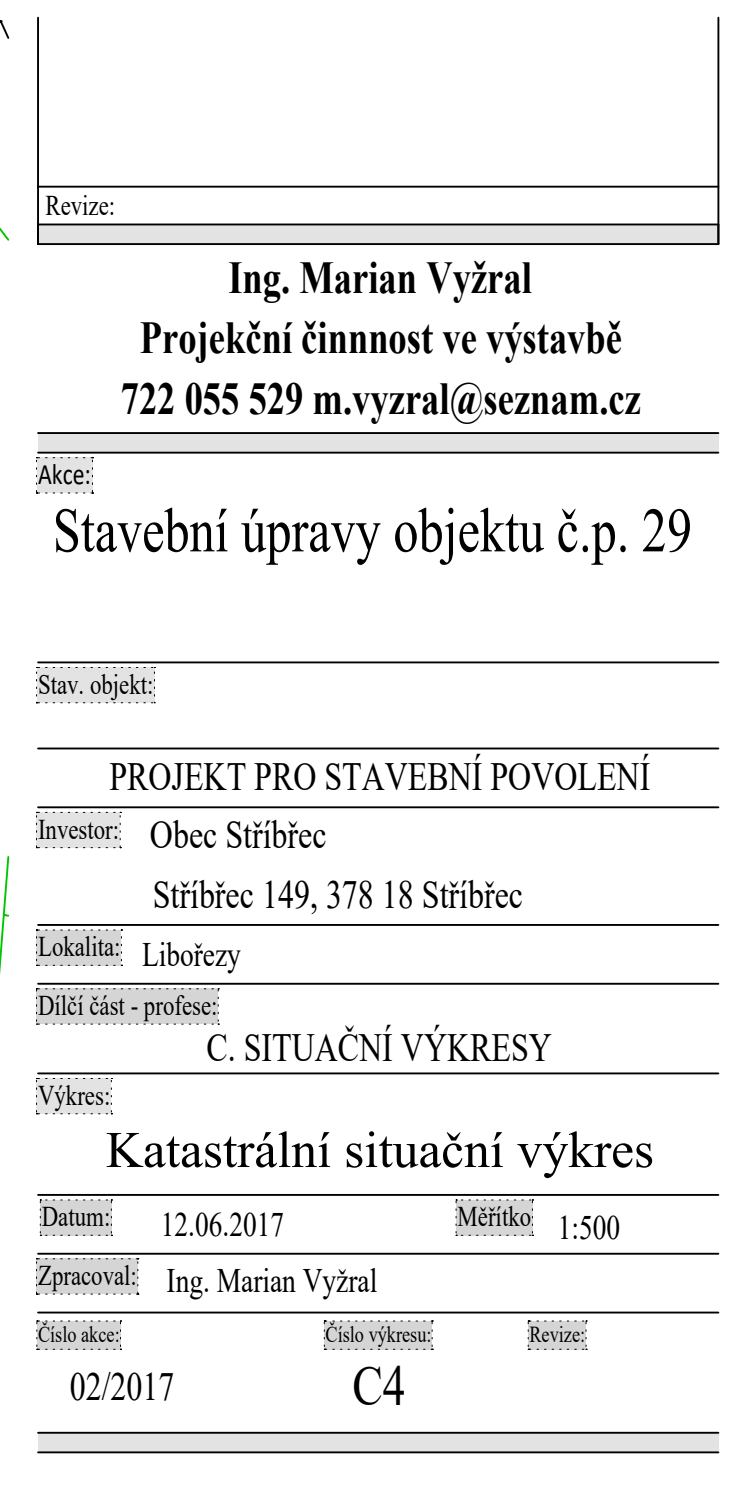 Revize:
Ing. Marian Vyžral
Projekční činnnost ve výstavbě
722 055 529 m.vyzral@seznam.cz
Akce:
Stavební úpravy objektu č.p. 29
Stav. objekt:
PROJEKT PRO STAVEBNÍ POVOLENÍ
Investor: Obec Stříbřec
Stříbřec 149, 378 18 Stříbřec
Lokalita: Libořezy
Dílčí část - profese:
C. SITUAČNÍ VÝKRESY
Výkres:
Katastrální situační výkres
Datum: 12.06.2017 Měřítko 1:500
Zpracoval: Ing. Marian Vyžral
Číslo akce: Číslo výkresu: Revize:
02/2017 C4